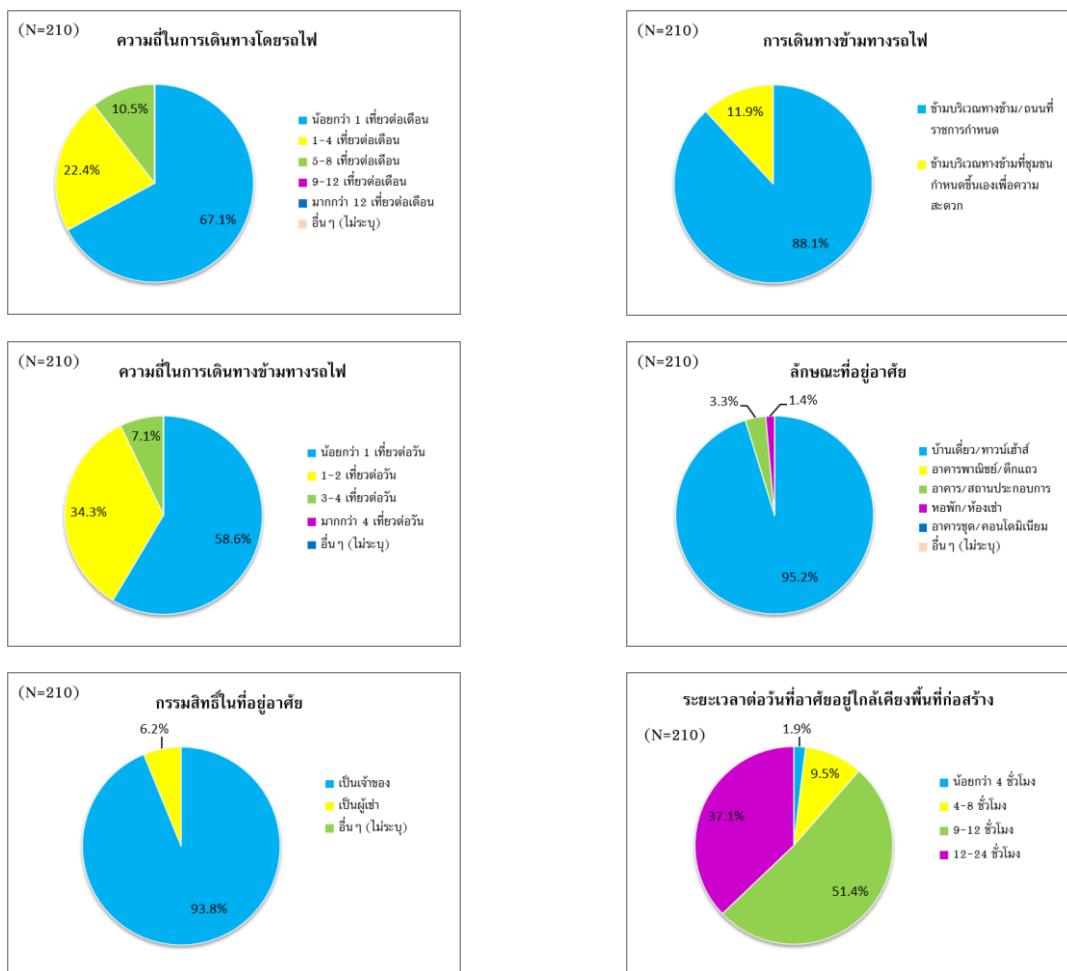 (N=210)
ความถี่ในการเดินทางโดยรถไฟ
10.5%
22.4%
67.1%
น้อยกว่า 1 เที่ยวต่อเดือน
1-4 เที่ยวต่อเดือน
5-8 เที่ยวต่อเดือน
9-12 เที่ยวต่อเดือน
มากกว่า 12 เที่ยวต่อเดือน
อื่นๆ (ไม่ระบุ)
(N=210)
การเดินทางข้ามทางรถไฟ
11.9%
88.1%
ข้ามบริเวณทางข้าม/ถนนที่
ราชการกำหนด
ข้ามบริเวณทางข้ามที่ชุมชน
กำหนดขึ้นเองเพื่อความ
สะดวก
(N=210)
ความถี่ในการเดินทางข้ามทางรถไฟ
7.1%
34.3%
58.6%
น้อยกว่า 1 เที่ยวต่อวัน
1-2 เที่ยวต่อวัน
3-4 เที่ยวต่อวัน
มากกว่า 4 เที่ยวต่อวัน
อื่นๆ (ไม่ระบุ)
(N=210)
ลักษณะที่อยู่อาศัย
3.3%
1.4%
95.2%
บ้านเดี่ยว/ทาวน์เฮ้าส์
อาคารพาณิชย์/ตึกแถว
อาคาร/สถานประกอบการ
หอพัก/ห้องเช่า
อาคารชุด/คอนโดมิเนียม
อื่นๆ (ไม่ระบุ)
(N=210)
กรรมสิทธิ์ในที่อยู่อาศัย
6.2%
93.8%
เป็นเจ้าของ
เป็นผู้เช่า
อื่นๆ (ไม่ระบุ)
ระยะเวลาต่อวันที่อาศัยอยู่ใกล้เคียงพื้นที่ก่อสร้าง
(N=210)
1.9%
9.5%
37.1%
51.4%
น้อยกว่า 4 ชั่วโมง
4-8 ชั่วโมง
9-12 ชั่วโมง
12-24 ชั่วโมง